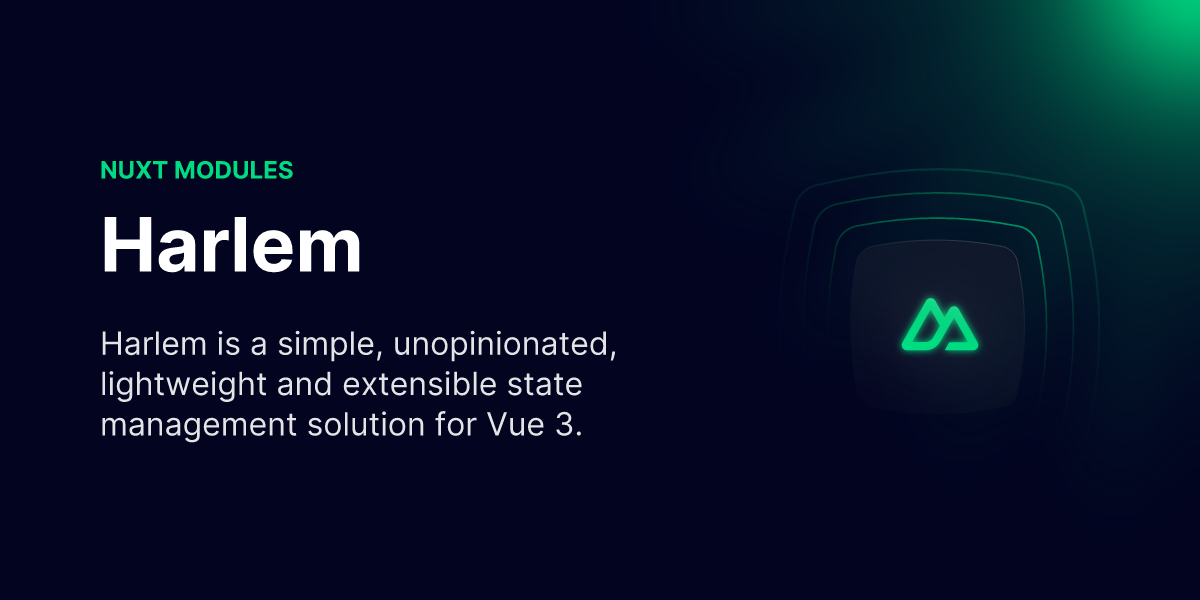 NUXT MODULES
Harlem
Harlem is a simple, unopinionated,
lightweight and extensible state
management solution for Vue 3.